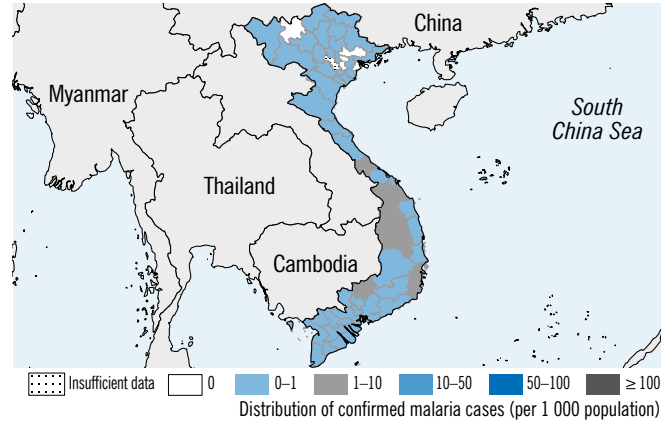 China
Myanmar
South
China Sea
Thailand
Cambodia
Insufficient data 0 0–1 1–10 10–50 50–100 ≥ 100
Distribution of confirmed malaria cases (per 1 000 population)